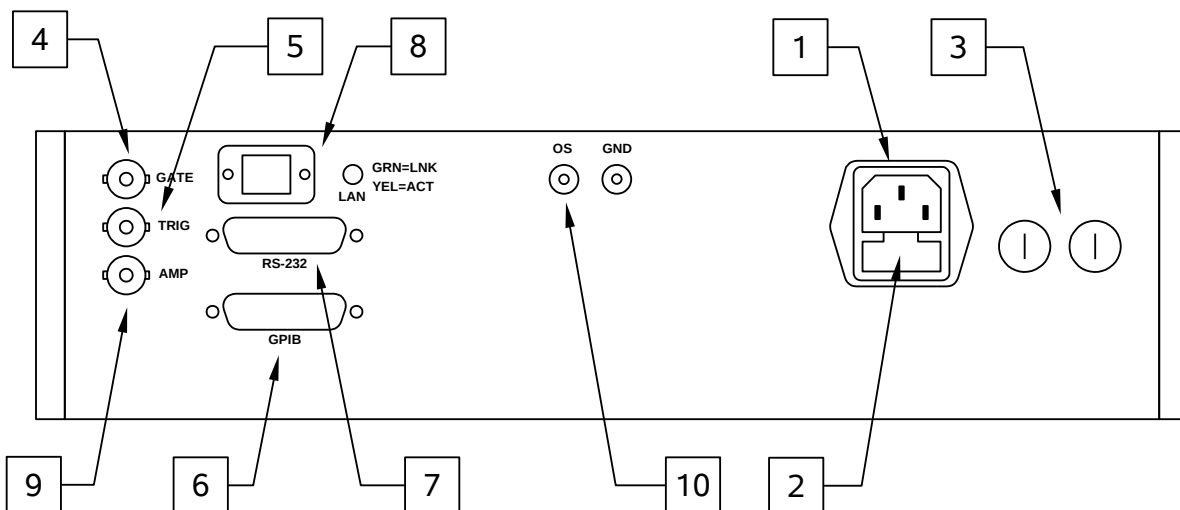 4
5
8
1
3
OS
GND
GATE
GRN=LNK
YEL=ACT
LAN
TRIG
RS-232
AMP
GPIB
9
6
7
10
2